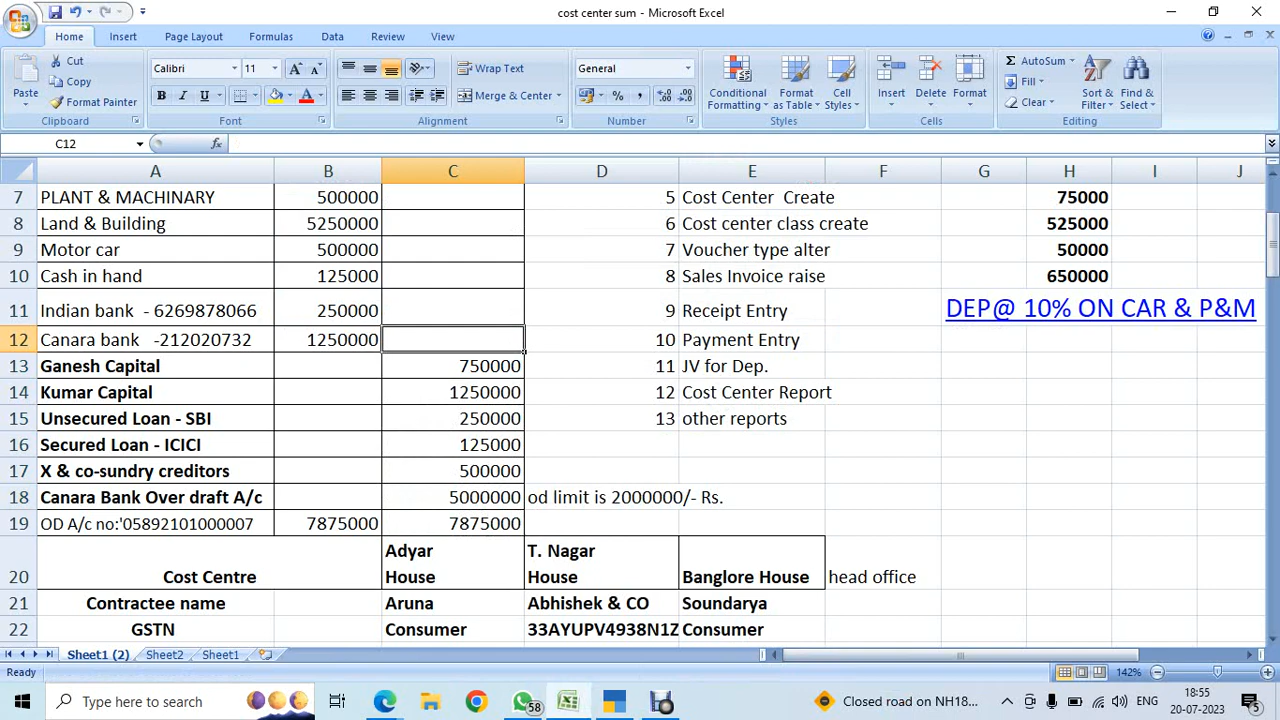 cost center sum - Microsoft Excel
Home Insert Page Layout Formulas Data Review View
Paste Cut Copy Format Painter Clipboard
Calibri 11 Font
Wrap Text Merge & Center Alignment
General Number
Conditional Formatting Format as Table Cell Styles Styles
Insert Delete Format Cells
AutoSum Fill Clear Sort & Filter Find & Select Editing
C12 fx
A B C D E F G H I J
7 PLANT & MACHINARY 500000 5 Cost Center Create 75000
8 Land & Building 5250000 6 Cost center class create 525000
9 Motor car 500000 7 Voucher type alter 50000
10 Cash in hand 125000 8 Sales Invoice raise 650000
11 Indian bank - 6269878066 250000 9 Receipt Entry DEP@ 10% ON CAR & P&M
12 Canara bank -212020732 1250000 10 Payment Entry
13 Ganesh Capital 750000 11 JV for Dep.
14 Kumar Capital 1250000 12 Cost Center Report
15 Unsecured Loan - SBI 250000 13 other reports
16 Secured Loan - ICICI 125000
17 X & co-sundry creditors 500000
18 Canara Bank Over draft A/c 5000000 od limit is 2000000/- Rs.
19 OD A/c no:'05892101000007 7875000 7875000
20 Cost Centre Adyar House T. Nagar House Banglore House head office
21 Contractee name Aruna Abhishek & CO Soundarya
22 GSTN Consumer 33AYUPV4938N1Z Consumer
Sheet1 (2) Sheet2 Sheet1
Ready 142%
Type here to search 58 Closed road on NH18... ENG 18:55 20-07-2023 5